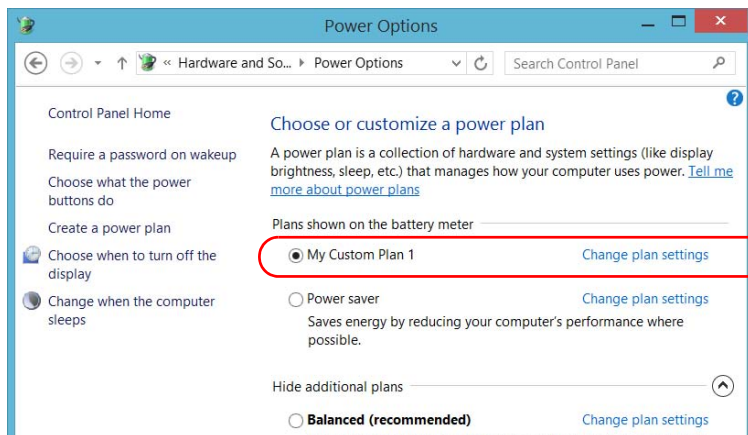 Power Options
« Hardware and So... Power Options
Search Control Panel
Control Panel Home
Require a password on wakeup
Choose what the power
buttons do
Create a power plan
Choose when to turn off the
display
Change when the computer
sleeps
Choose or customize a power plan
A power plan is a collection of hardware and system settings (like display
brightness, sleep, etc.) that manages how your computer uses power. Tell me
more about power plans
Plans shown on the battery meter
My Custom Plan 1 Change plan settings
Power saver Change plan settings
Saves energy by reducing your computer's performance where
possible.
Hide additional plans
Balanced (recommended) Change plan settings